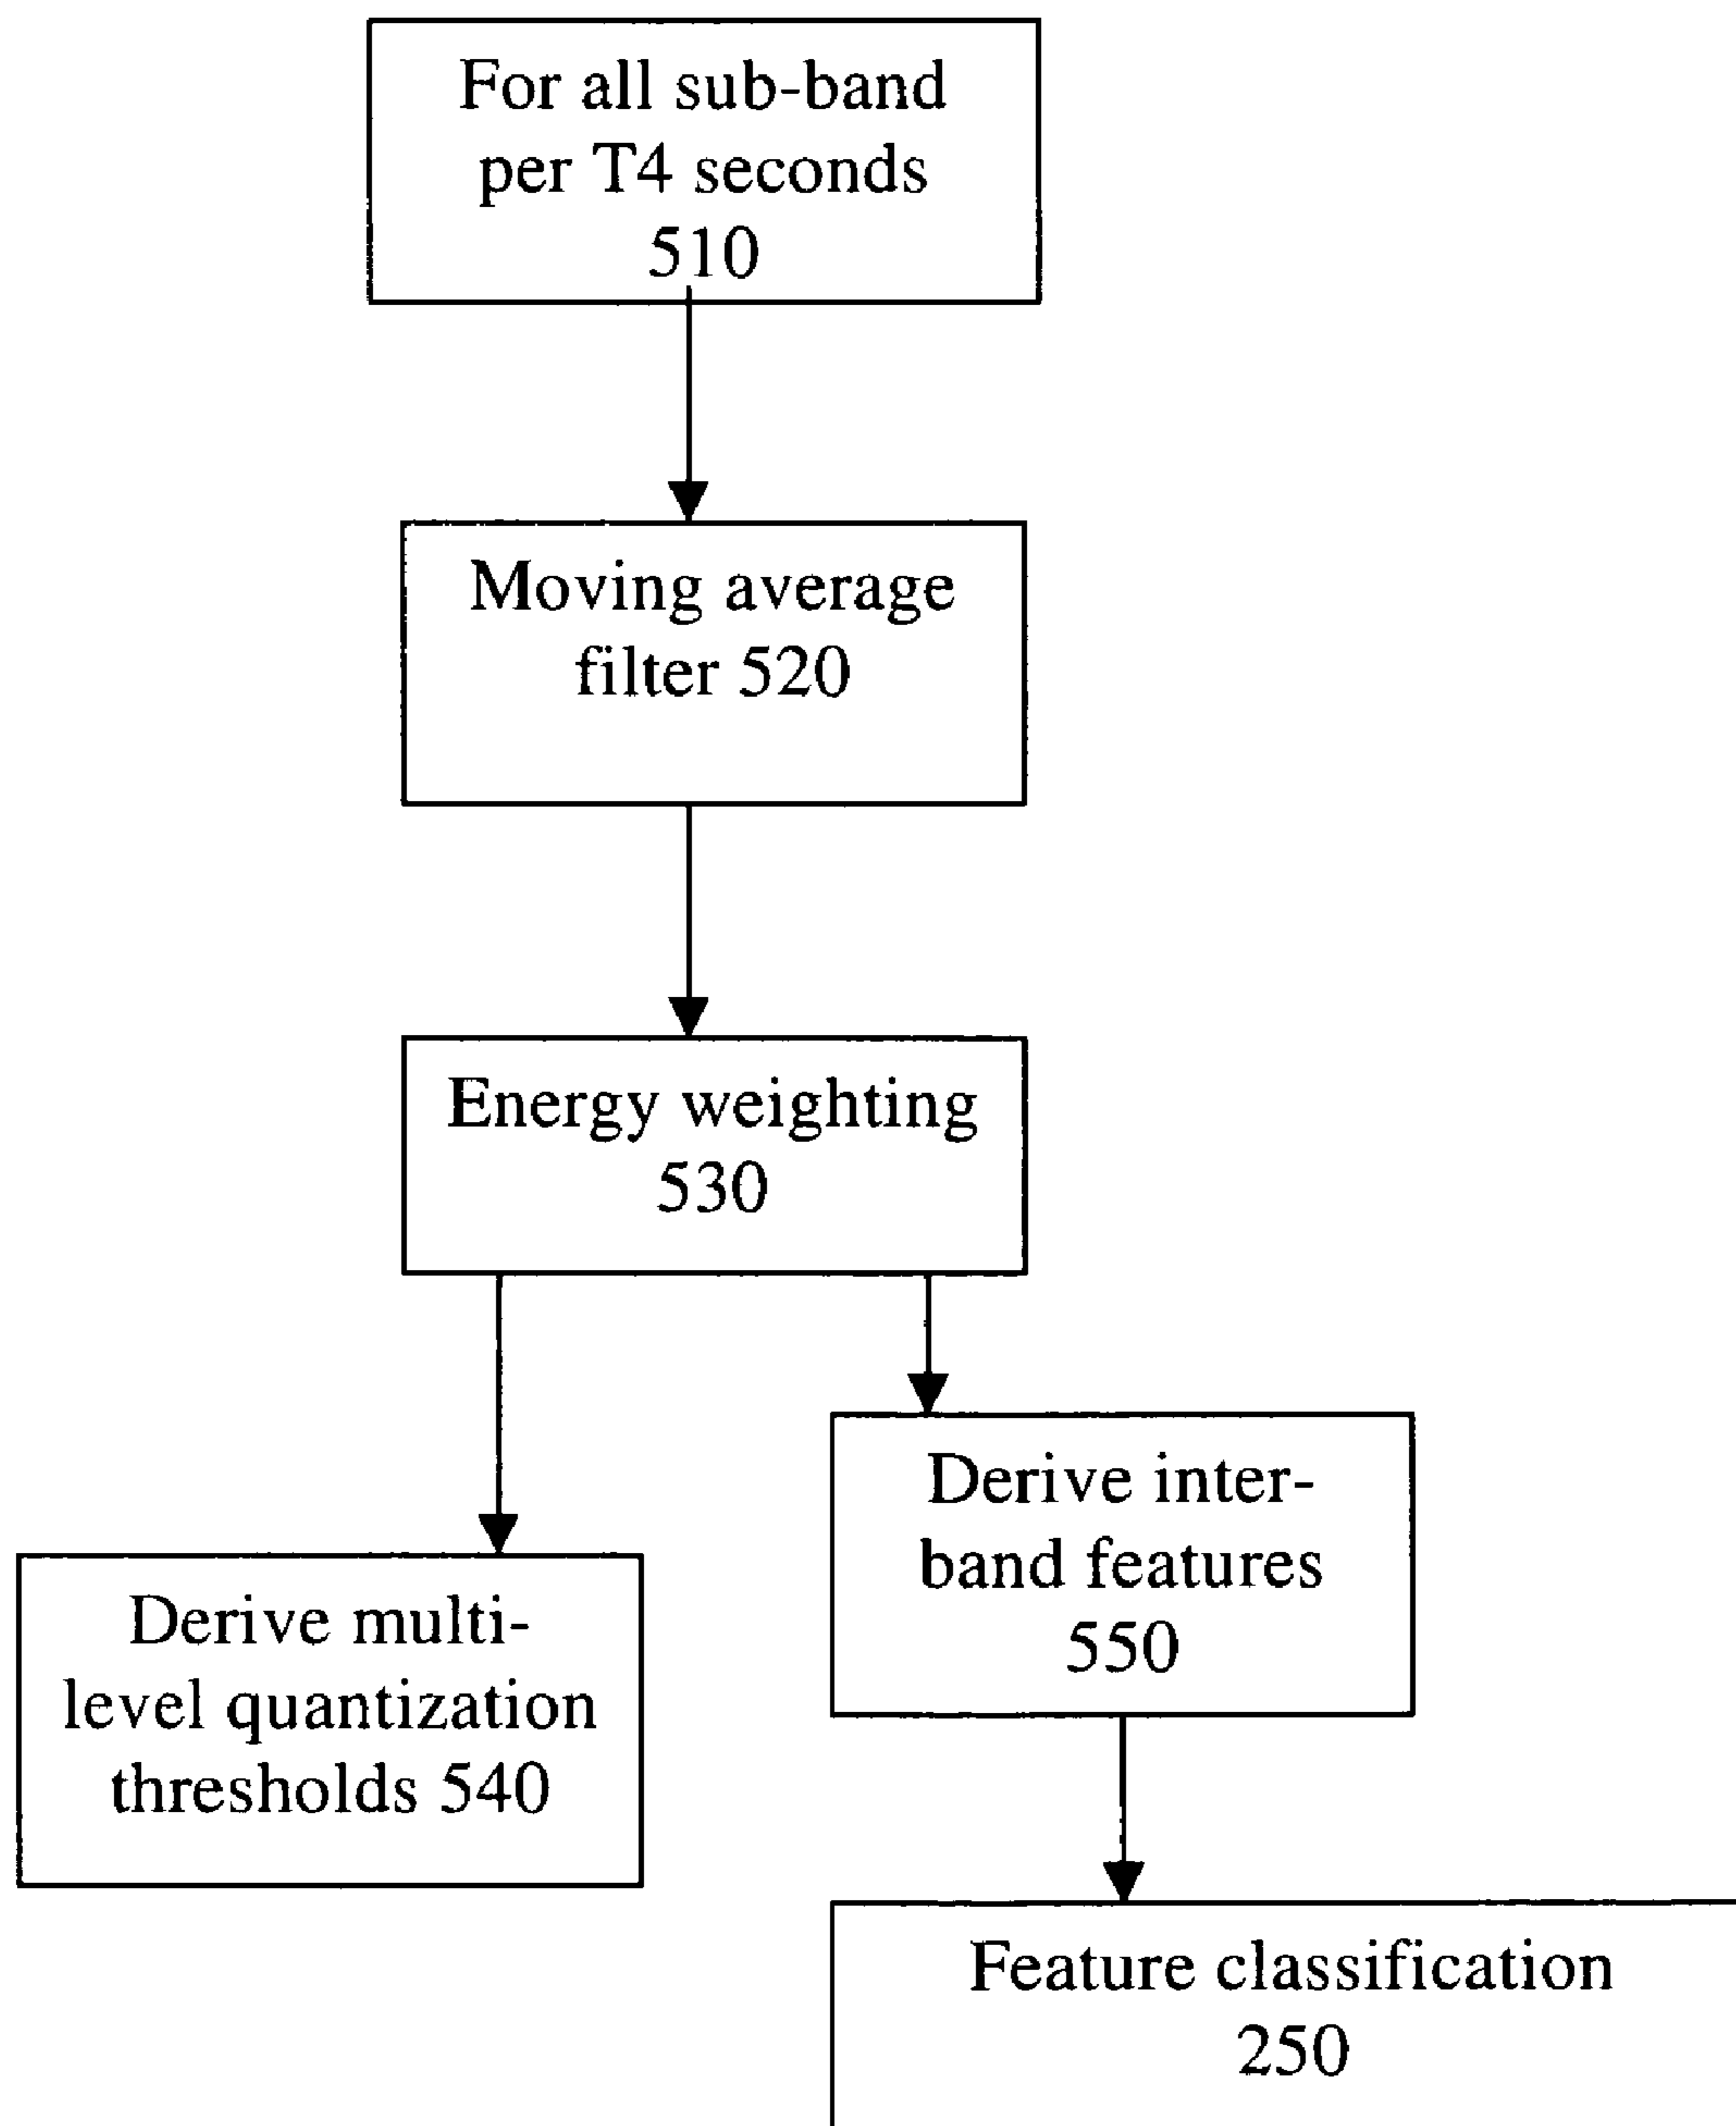 For all sub-band
per T4 seconds
510
Moving average
filter 520
Energy weighting
530
Derive inter-
band features
550
Derive multi-
level quantization
thresholds 540
Feature classification
250